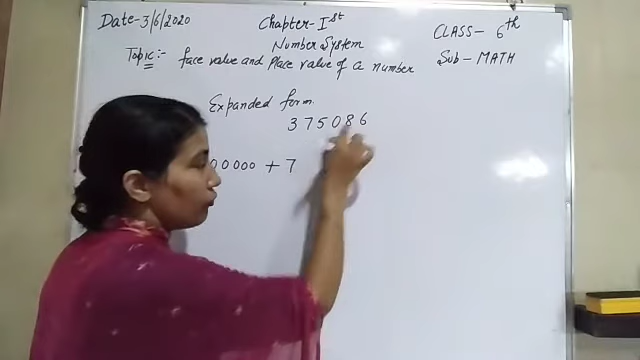 Date-3/6/2020
Chapter-Ist
Number System
CLASS- 6th
Sub- MATH
Topic:- face value and Place value of a number
Expanded form.
375086
00000 + 7